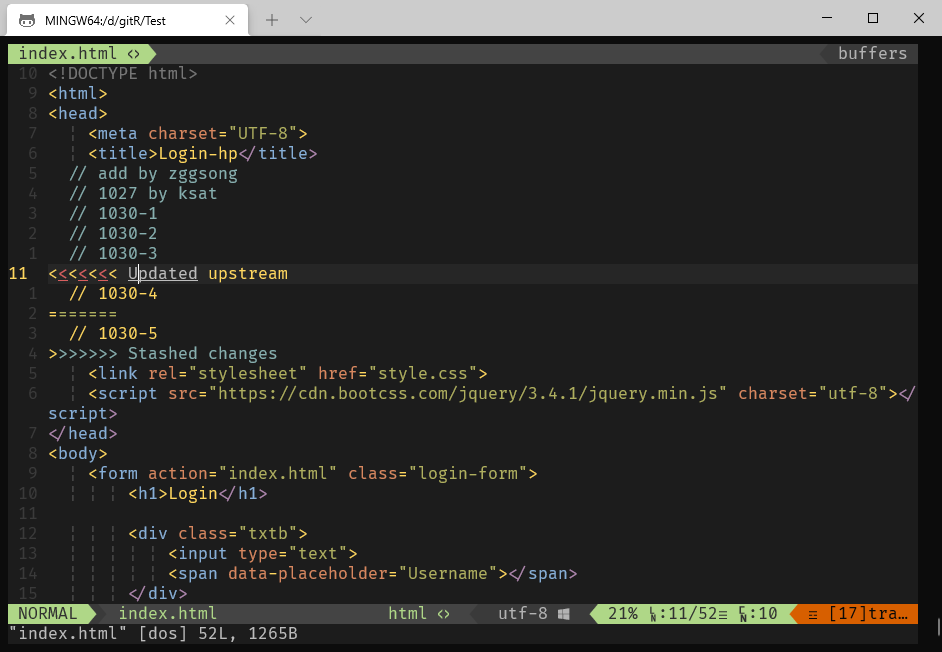 MINGW64:/d/gitR/Test
index.html <> buffers
10 <!DOCTYPE html>
9 <html>
8 <head>
7 <meta charset="UTF-8">
6 <title>Login-hp</title>
5 // add by zggsong
4 // 1027 by ksat
3 // 1030-1
2 // 1030-2
1 // 1030-3
11 <<<<<<< Updated upstream
1 // 1030-4
2 =======
3 // 1030-5
4 >>>>>>> Stashed changes
5 <link rel="stylesheet" href="style.css">
6 <script src="https://cdn.bootcss.com/jquery/3.4.1/jquery.min.js" charset="utf-8"></
script>
7 </head>
8 <body>
9 <form action="index.html" class="login-form">
10 <h1>Login</h1>
11
12 <div class="txtb">
13 <input type="text">
14 <span data-placeholder="Username"></span>
15 </div>
NORMAL index.html html <> utf-8 21% LN:11/52≡ CN:10 ☲ [17]tra…
"index.html" [dos] 52L, 1265B